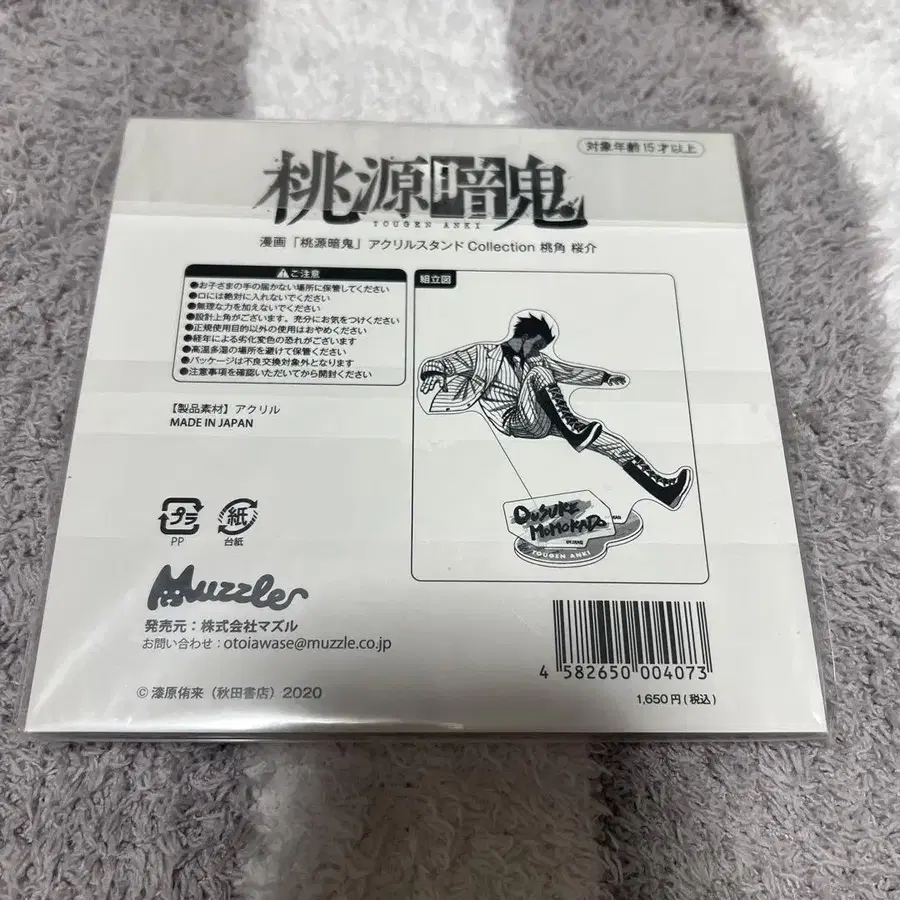 対象年齢15才以上
桃源暗鬼
TOUGEN ANKI
漫画「桃源暗鬼」アクリルスタンドCollection 桃角 桜介
ご注意
●お子さまの手の届かない場所に保管してください
●口には絶対に入れないでください
●無理な力を加えないでください
●設計上角がございます。充分にお気をつけください
●正規使用目的以外の使用はおやめください
●経年による劣化変色の恐れがございます
●高温多湿の場所を避けて保管ください
●パッケージは不良交換対象外となります
●注意事項を確認いただいてから開封ください
組立図
OUSUKE
MOMOKADO
TOUGEN ANKI
【製品素材】アクリル
MADE IN JAPAN
プラ
PP
紙
台紙
Muzzle
発売元：株式会社マズル
お問い合わせ：otoiawase@muzzle.co.jp
©漆原侑来（秋田書店）2020
4 582650 004073
1,650円(税込)